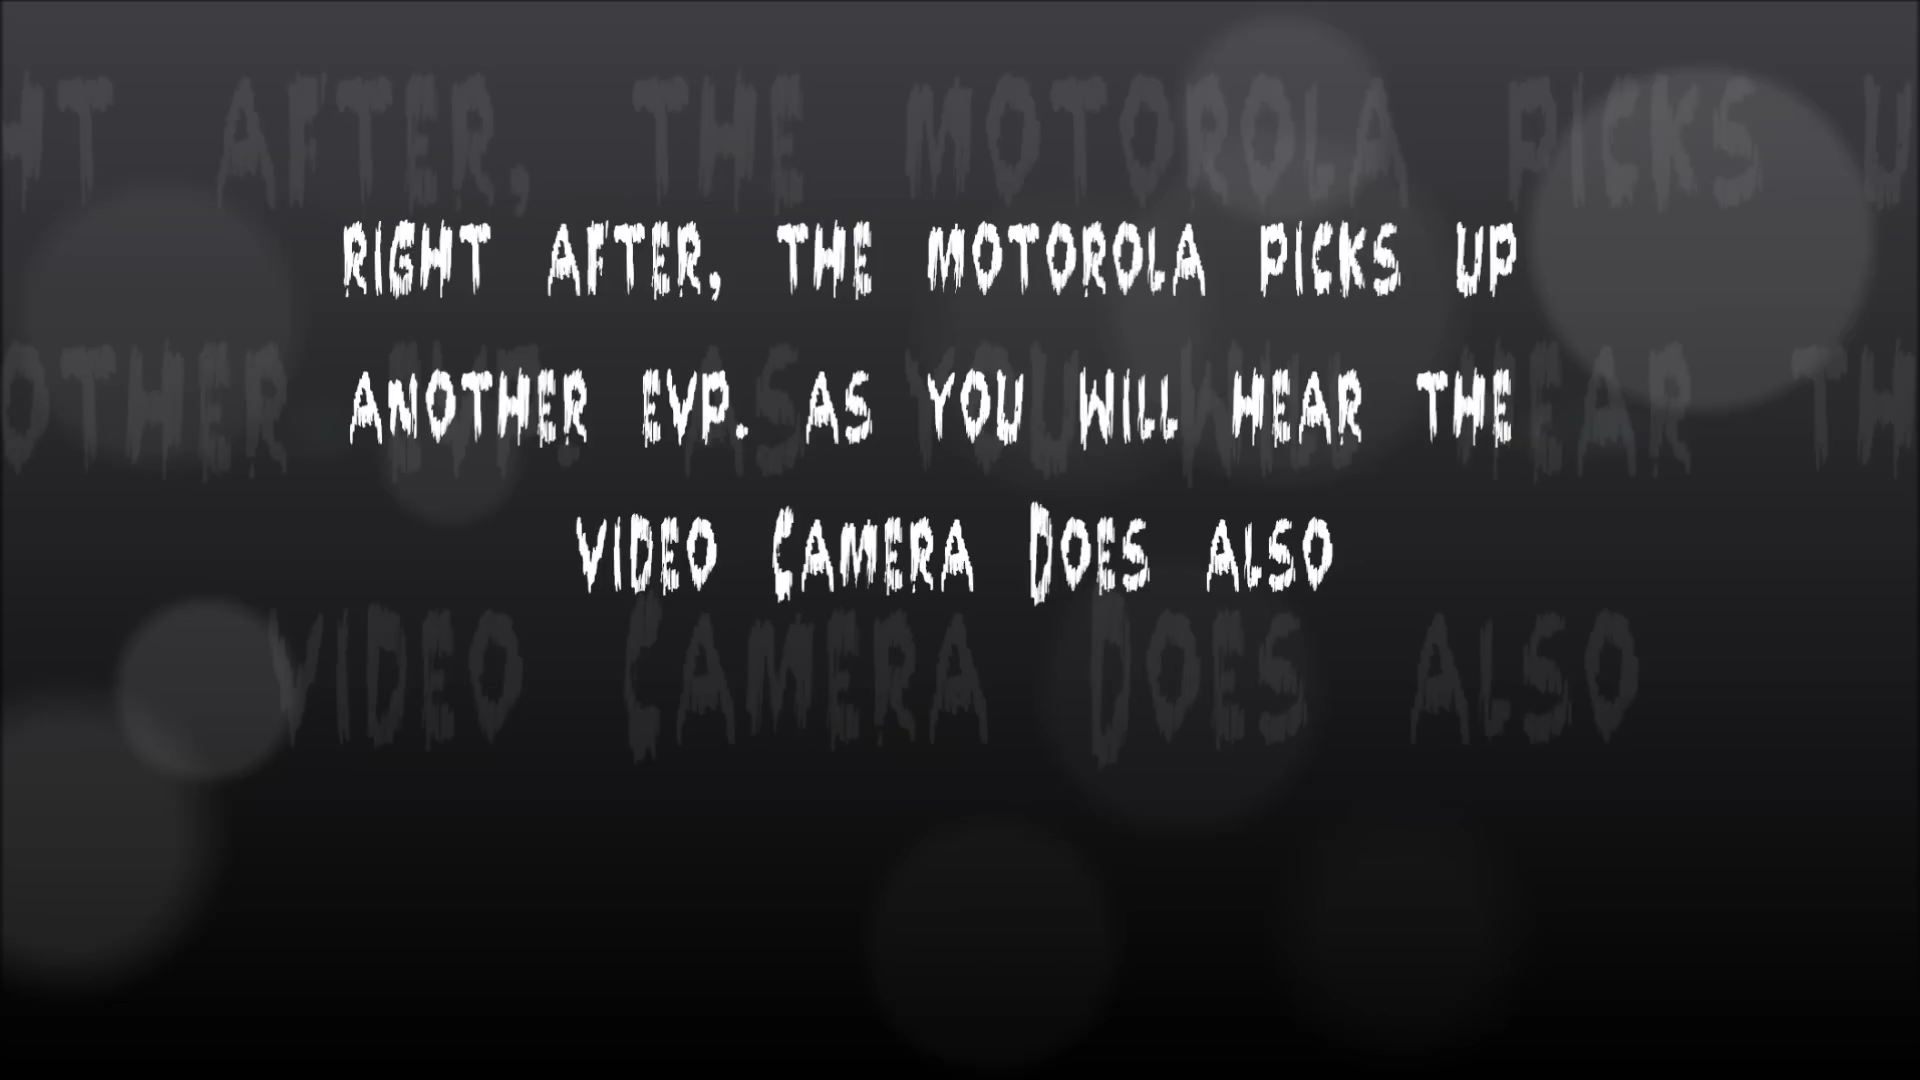 RIGHT AFTER, THE MOTOROLA PICKS UP
ANOTHER EVP. AS YOU WILL HEAR THE
VIDEO CAMERA DOES ALSO